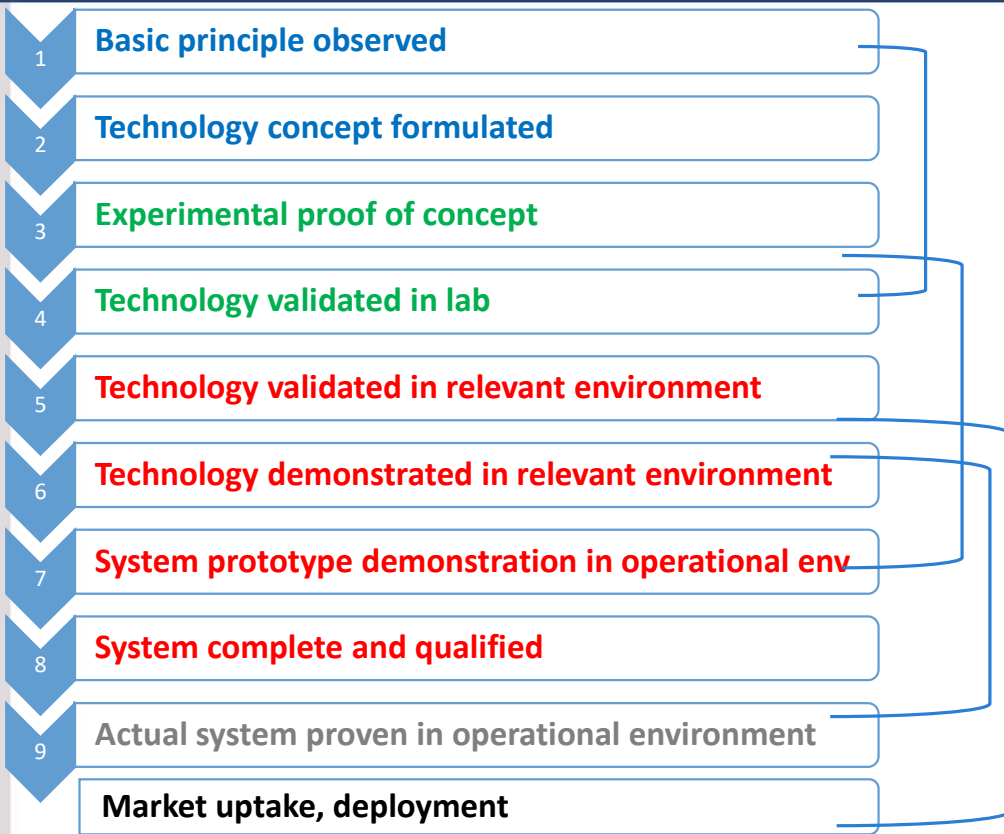 1 Basic principle observed
2 Technology concept formulated
3 Experimental proof of concept
4 Technology validated in lab
5 Technology validated in relevant environment
6 Technology demonstrated in relevant environment
7 System prototype demonstration in operational env
8 System complete and qualified
9 Actual system proven in operational environment
Market uptake, deployment